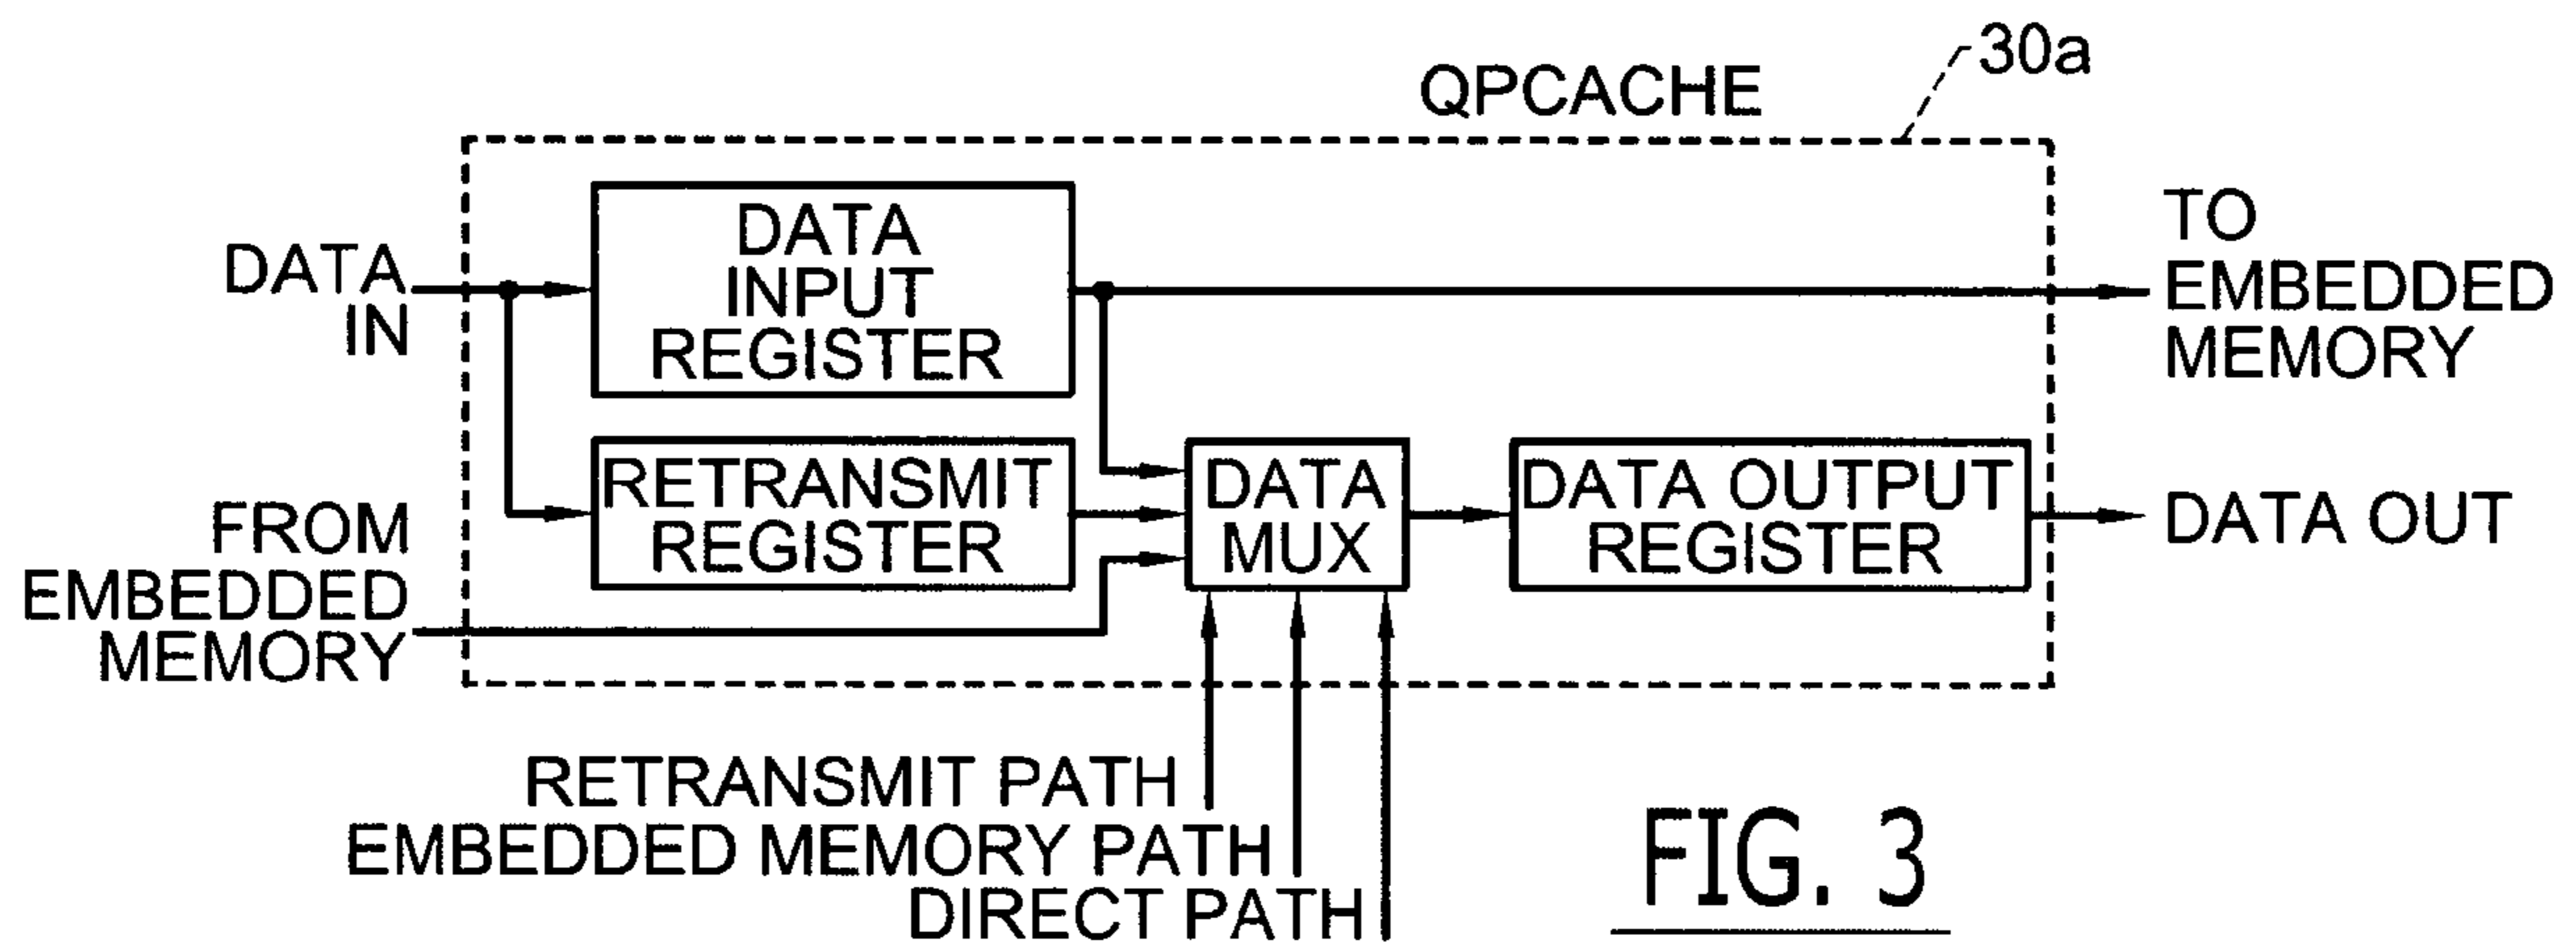 30a
QPCACHE
DATA
IN
DATA
INPUT
REGISTER
TO
EMBEDDED
MEMORY
FROM
EMBEDDED
MEMORY
RETRANSMIT
REGISTER
DATA
MUX
DATA OUTPUT
REGISTER
DATA OUT
RETRANSMIT PATH
EMBEDDED MEMORY PATH
DIRECT PATH
FIG. 3